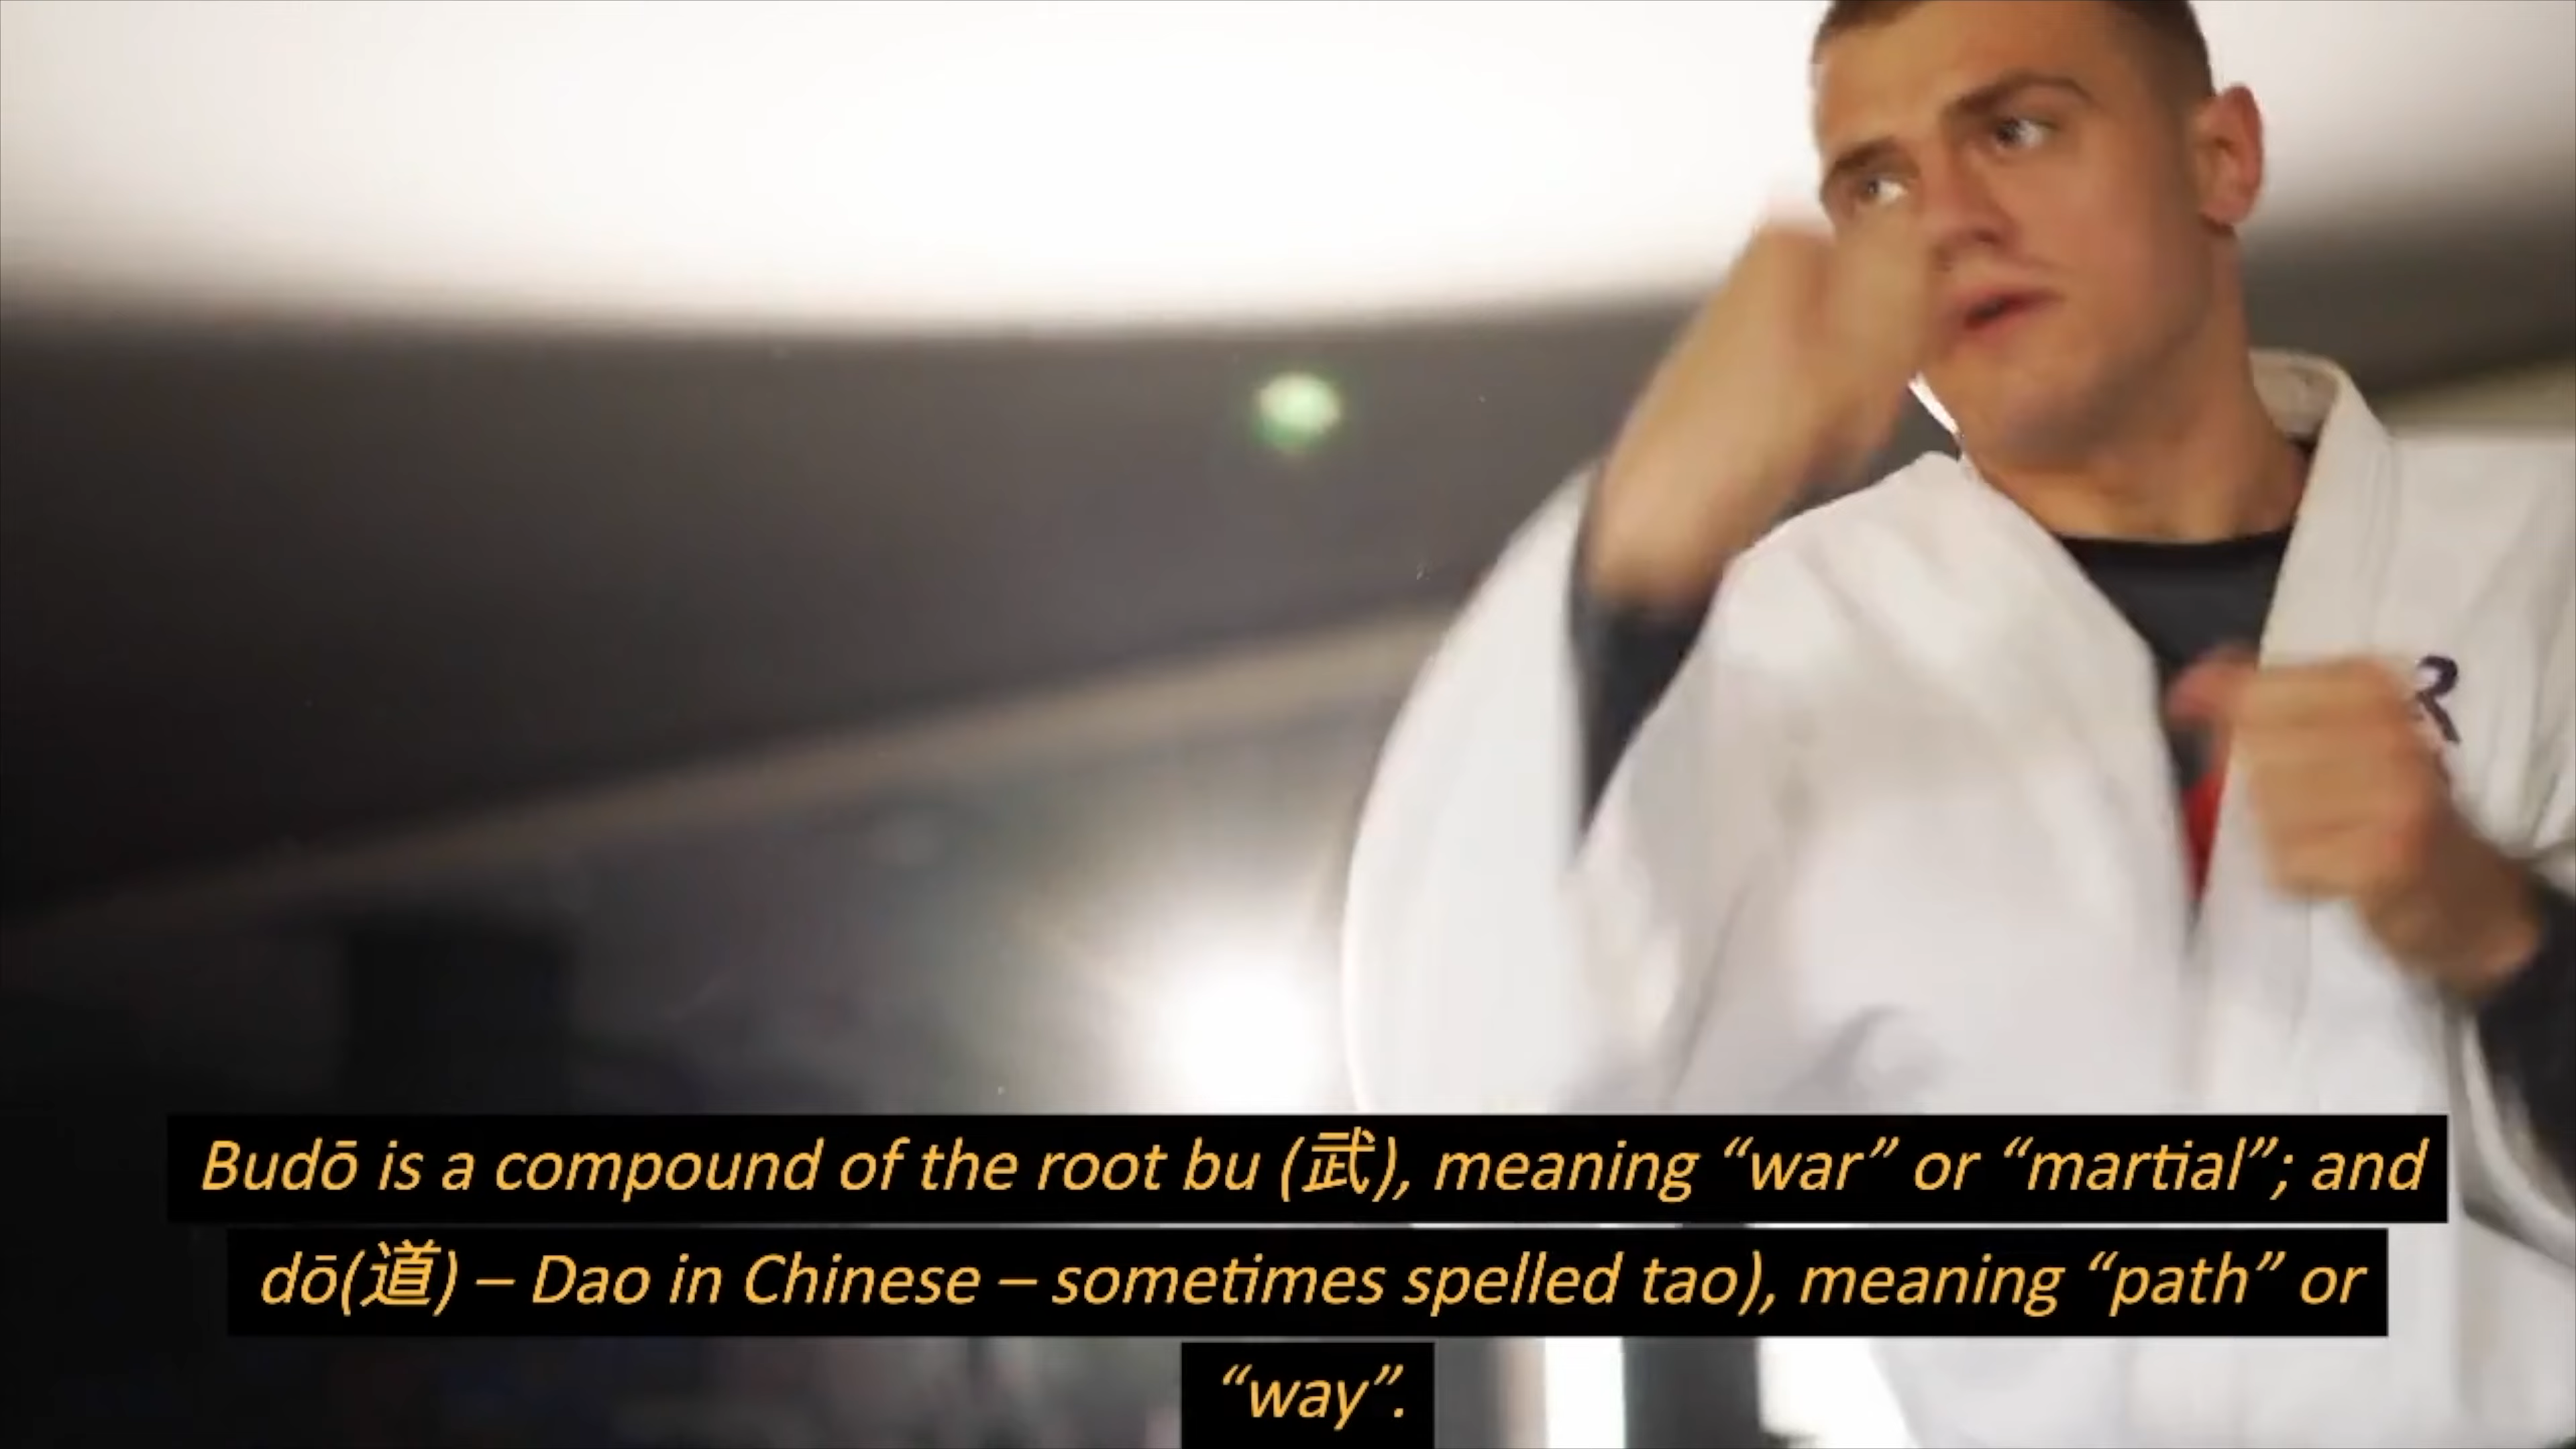 Budō is a compound of the root bu (武), meaning “war” or “martial”; and
dō(道) – Dao in Chinese – sometimes spelled tao), meaning “path” or
“way”.
R